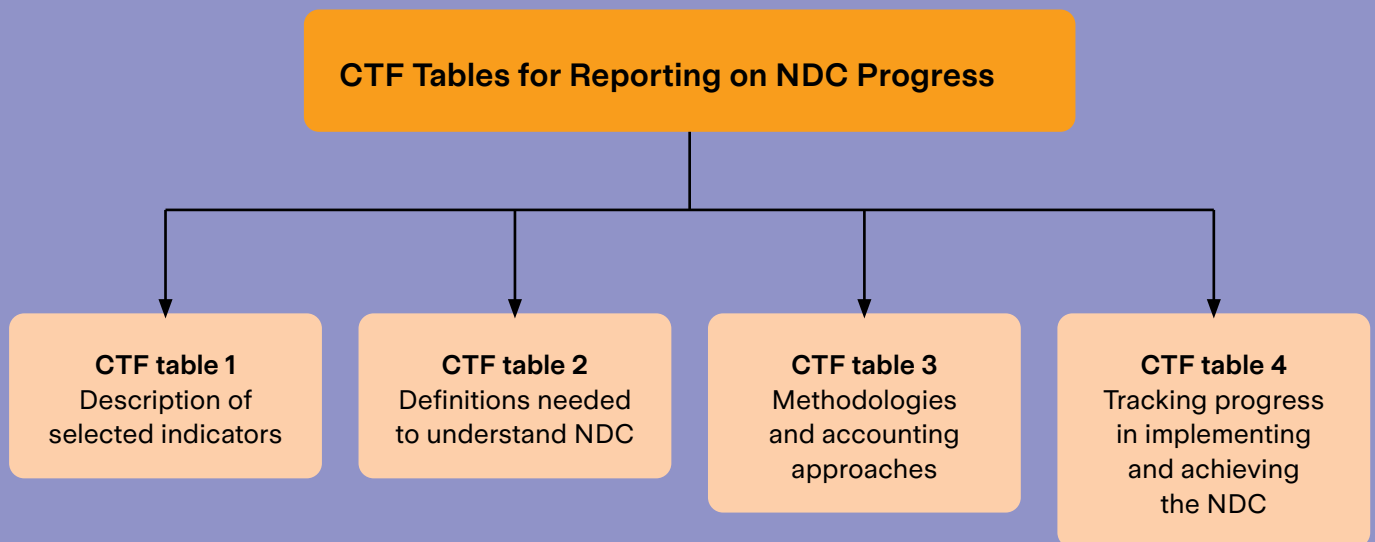 CTF Tables for Reporting on NDC Progress
CTF table 1
Description of
selected indicators
CTF table 2
Definitions needed
to understand NDC
CTF table 3
Methodologies
and accounting
approaches
CTF table 4
Tracking progress
in implementing
and achieving
the NDC